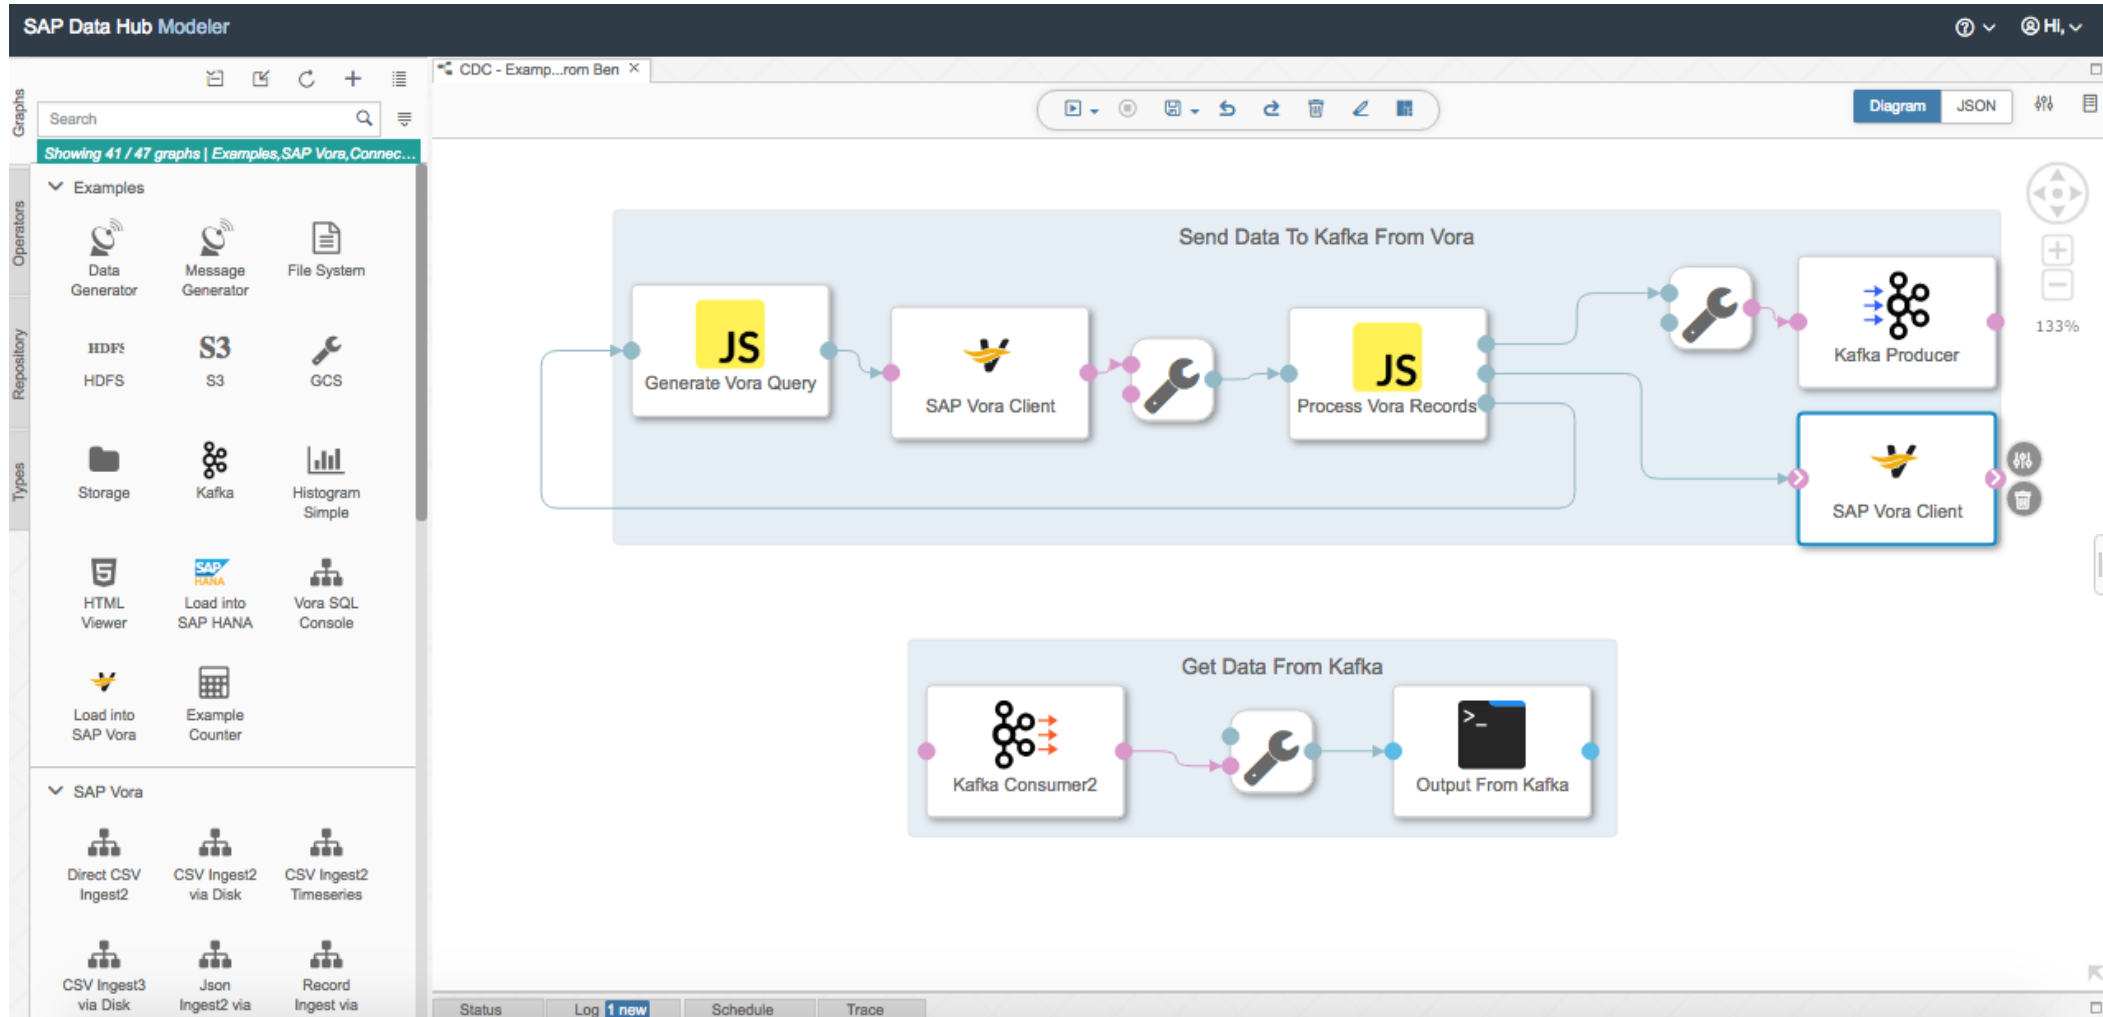 SAP Data Hub Modeler
Hi,
Graphs
Operators
Repository
Types
Search
Showing 41 / 47 graphs | Examples,SAP Vora,Connec...
Examples
Data
Generator
Message
Generator
File System
HDFS
HDFS
S3
S3
GCS
Storage
Kafka
Histogram
Simple
HTML
Viewer
SAP
HANA
Load into
SAP HANA
Vora SQL
Console
Load into
SAP Vora
Example
Counter
SAP Vora
Direct CSV
Ingest2
CSV Ingest2
via Disk
CSV Ingest2
Timeseries
CSV Ingest3
via Disk
Json
Ingest2 via
Record
Ingest via
CDC - Examp...rom Ben
Diagram
JSON
133%
Send Data To Kafka From Vora
JS
Generate Vora Query
SAP Vora Client
JS
Process Vora Records
Kafka Producer
SAP Vora Client
Get Data From Kafka
Kafka Consumer2
>_
Output From Kafka
Status
Log 1 new
Schedule
Trace